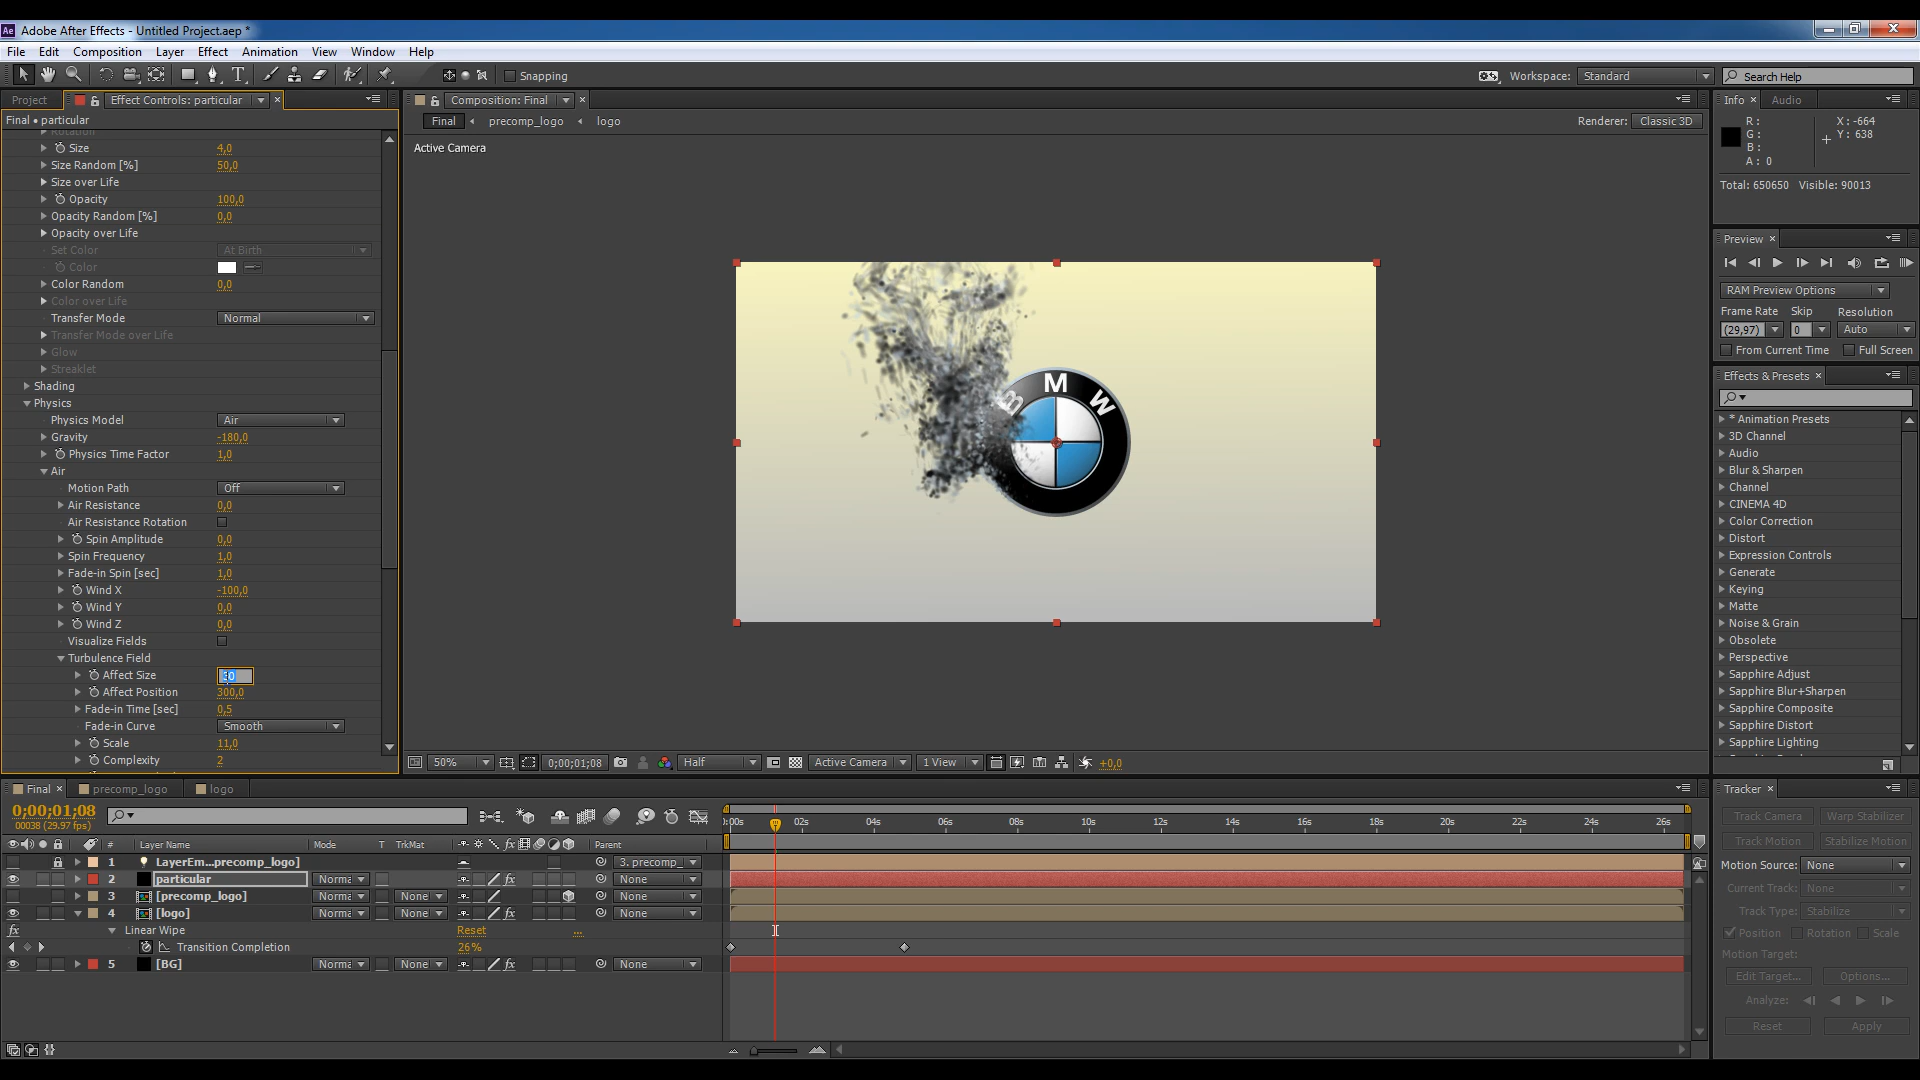 Ae Adobe After Effects - Untitled Project.aep *
File Edit Composition Layer Effect Animation View Window Help
T Snapping Workspace: Standard Search Help
Project Effect Controls: particular
Final • particular
Rotation
Size 4,0
Size Random [%] 50,0
Size over Life
Opacity 100,0
Opacity Random [%] 0,0
Opacity over Life
Set Color At Birth
Color
Color Random 0,0
Color over Life
Transfer Mode Normal
Transfer Mode over Life
Glow
Streaklet
Shading
Physics
Physics Model Air
Gravity -180,0
Physics Time Factor 1,0
Air
Motion Path Off
Air Resistance 0,0
Air Resistance Rotation
Spin Amplitude 0,0
Spin Frequency 1,0
Fade-in Spin [sec] 1,0
Wind X -100,0
Wind Y 0,0
Wind Z 0,0
Visualize Fields
Turbulence Field
Affect Size 30
Affect Position 300,0
Fade-in Time [sec] 0,5
Fade-in Curve Smooth
Scale 11,0
Complexity 2
Composition: Final
Final precomp_logo logo
Renderer: Classic 3D
Active Camera
B M W
50% 0;00;01;08 Half Active Camera 1 View +0,0
Info Audio
R : X : -664
G : Y : 638
B :
A : 0
Total: 650650 Visible: 90013
Preview
RAM Preview Options
Frame Rate Skip Resolution
(29,97) 0 Auto
From Current Time Full Screen
Effects & Presets
* Animation Presets
3D Channel
Audio
Blur & Sharpen
Channel
CINEMA 4D
Color Correction
Distort
Expression Controls
Generate
Keying
Matte
Noise & Grain
Obsolete
Perspective
Sapphire Adjust
Sapphire Blur+Sharpen
Sapphire Composite
Sapphire Distort
Sapphire Lighting
Final precomp_logo logo
0;00;01;08
00038 (29.97 fps)
:00s 02s 04s 06s 08s 10s 12s 14s 16s 18s 20s 22s 24s 26s
# Layer Name Mode T TrkMat fx Parent
1 LayerEm...precomp_logo] 3. precomp_
2 particular Norma fx None
3 [precomp_logo] Norma None None
4 [logo] Norma None fx None
fx Linear Wipe Reset ...
Transition Completion 26%
5 [BG] Norma None fx None
Tracker
Track Camera Warp Stabilizer
Track Motion Stabilize Motion
Motion Source: None
Current Track: None
Track Type: Stabilize
Position Rotation Scale
Motion Target:
Edit Target... Options...
Analyze:
Reset Apply